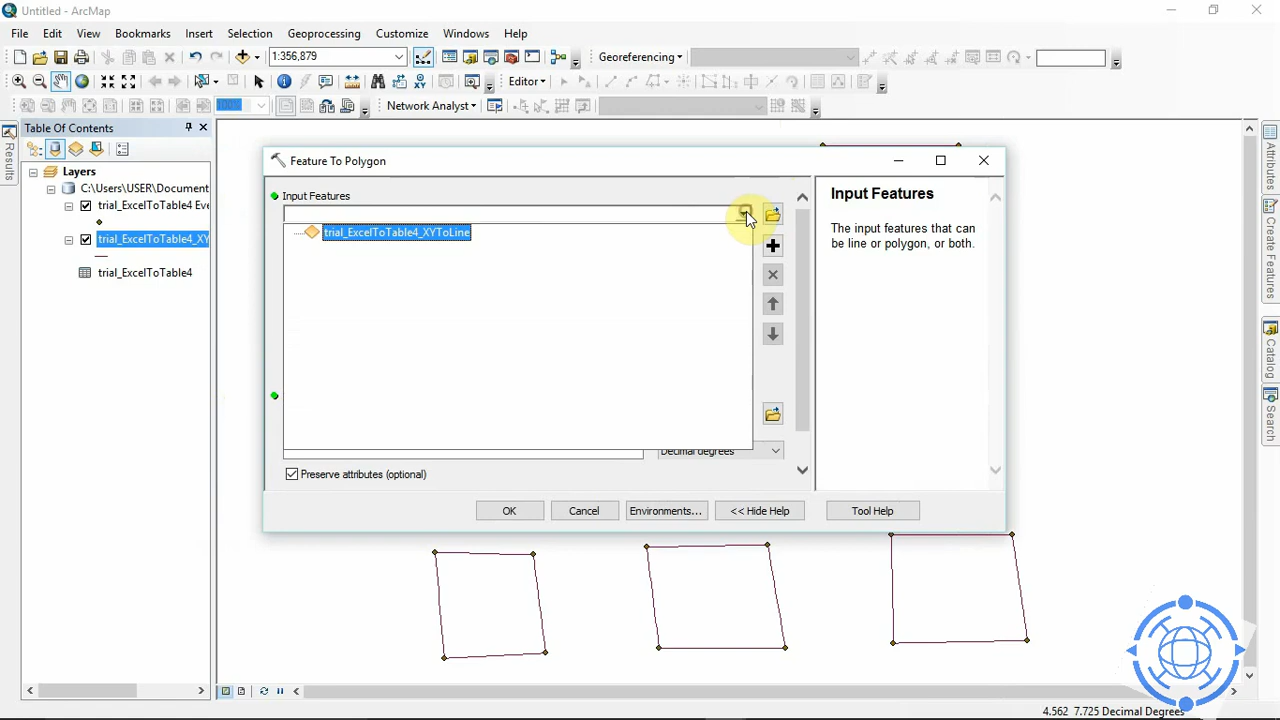 Untitled - ArcMap
File Edit View Bookmarks Insert Selection Geoprocessing Customize Windows Help
1:356,879 Georeferencing
Editor
100% Network Analyst
Table Of Contents
Results
Layers
C:\Users\USER\Document
trial_ExcelToTable4 Eve
trial_ExcelToTable4_XY
trial_ExcelToTable4
Feature To Polygon
Input Features
trial_ExcelToTable4_XYToLine
Decimal degrees
Preserve attributes (optional)
OK Cancel Environments... << Hide Help Tool Help
Input Features
The input features that can
be line or polygon, or both.
Attributes
Create Features
Catalog
Search
4.562 7.725 Decimal Degrees